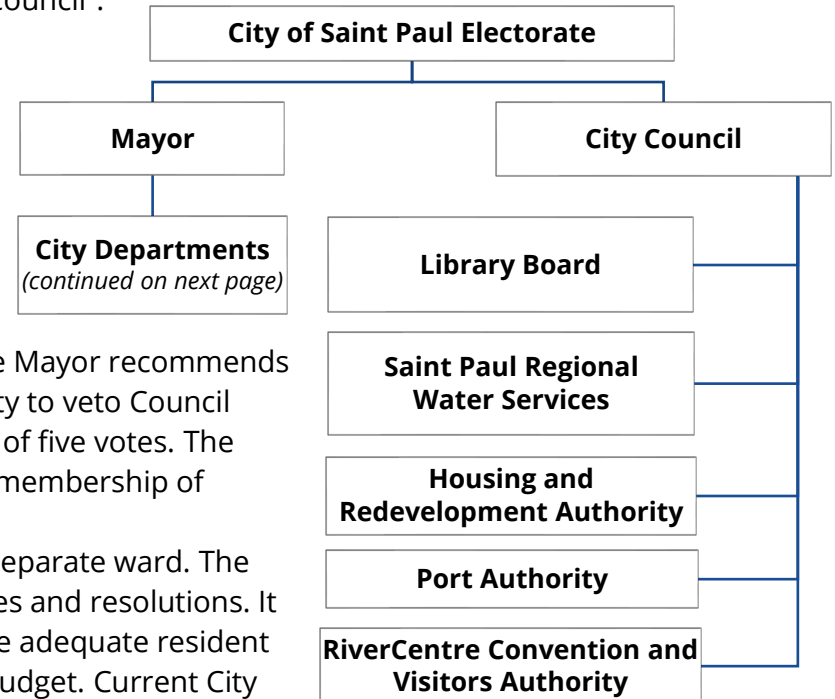 council".
City of Saint Paul Electorate
Mayor
City Council
City Departments
(continued on next page)
Library Board
Saint Paul Regional
Water Services
Housing and
Redevelopment Authority
Port Authority
RiverCentre Convention and
Visitors Authority
Mayor recommends
ty to veto Council
of five votes. The
membership of
eparate ward. The
es and resolutions. It
e adequate resident
udget. Current City